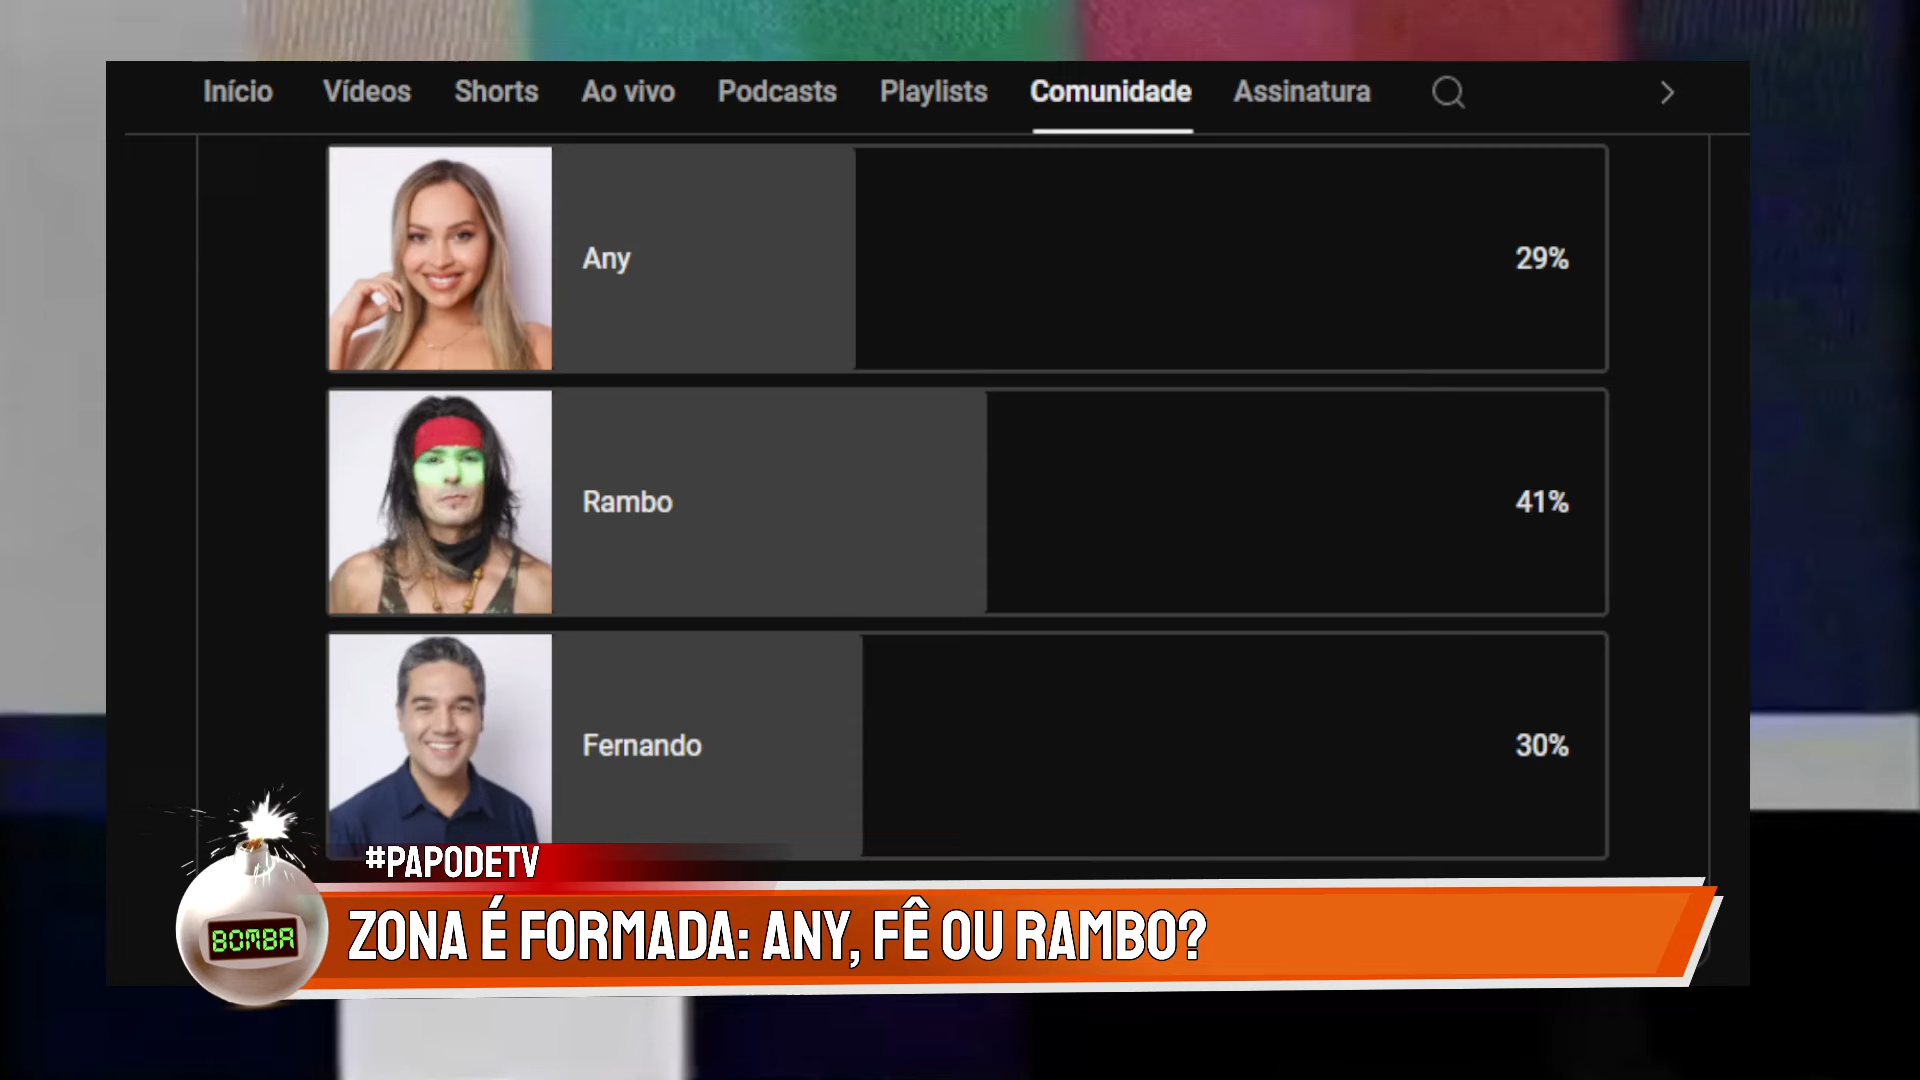 Início Vídeos Shorts Ao vivo Podcasts Playlists Comunidade Assinatura
Any 29%
Rambo 41%
Fernando 30%
#PAPODETV
BOMBA
ZONA É FORMADA: ANY, FÊ OU RAMBO?